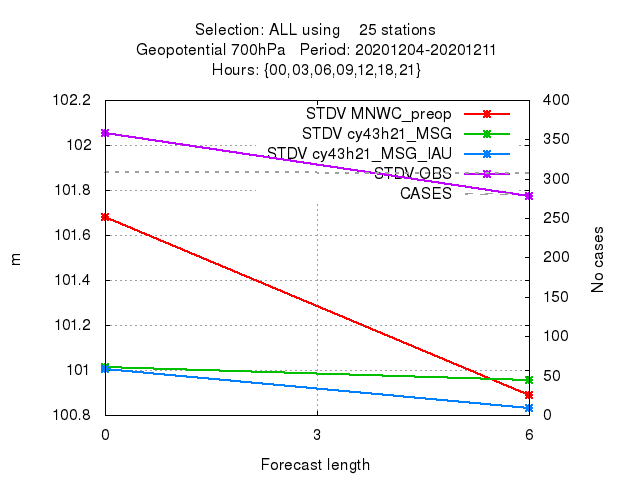 Selection: ALL using    25 stations
Geopotential 700hPa   Period: 20201204-20201211
Hours: {00,03,06,09,12,18,21}
102.2
102
101.8
101.6
101.4
101.2
101
100.8
400
350
300
250
200
150
100
50
0
STDV MNWC_preop
STDV cy43h21_MSG
STDV cy43h21_MSG_IAU
STDV OBS
CASES
m
No cases
0 3 6
Forecast length